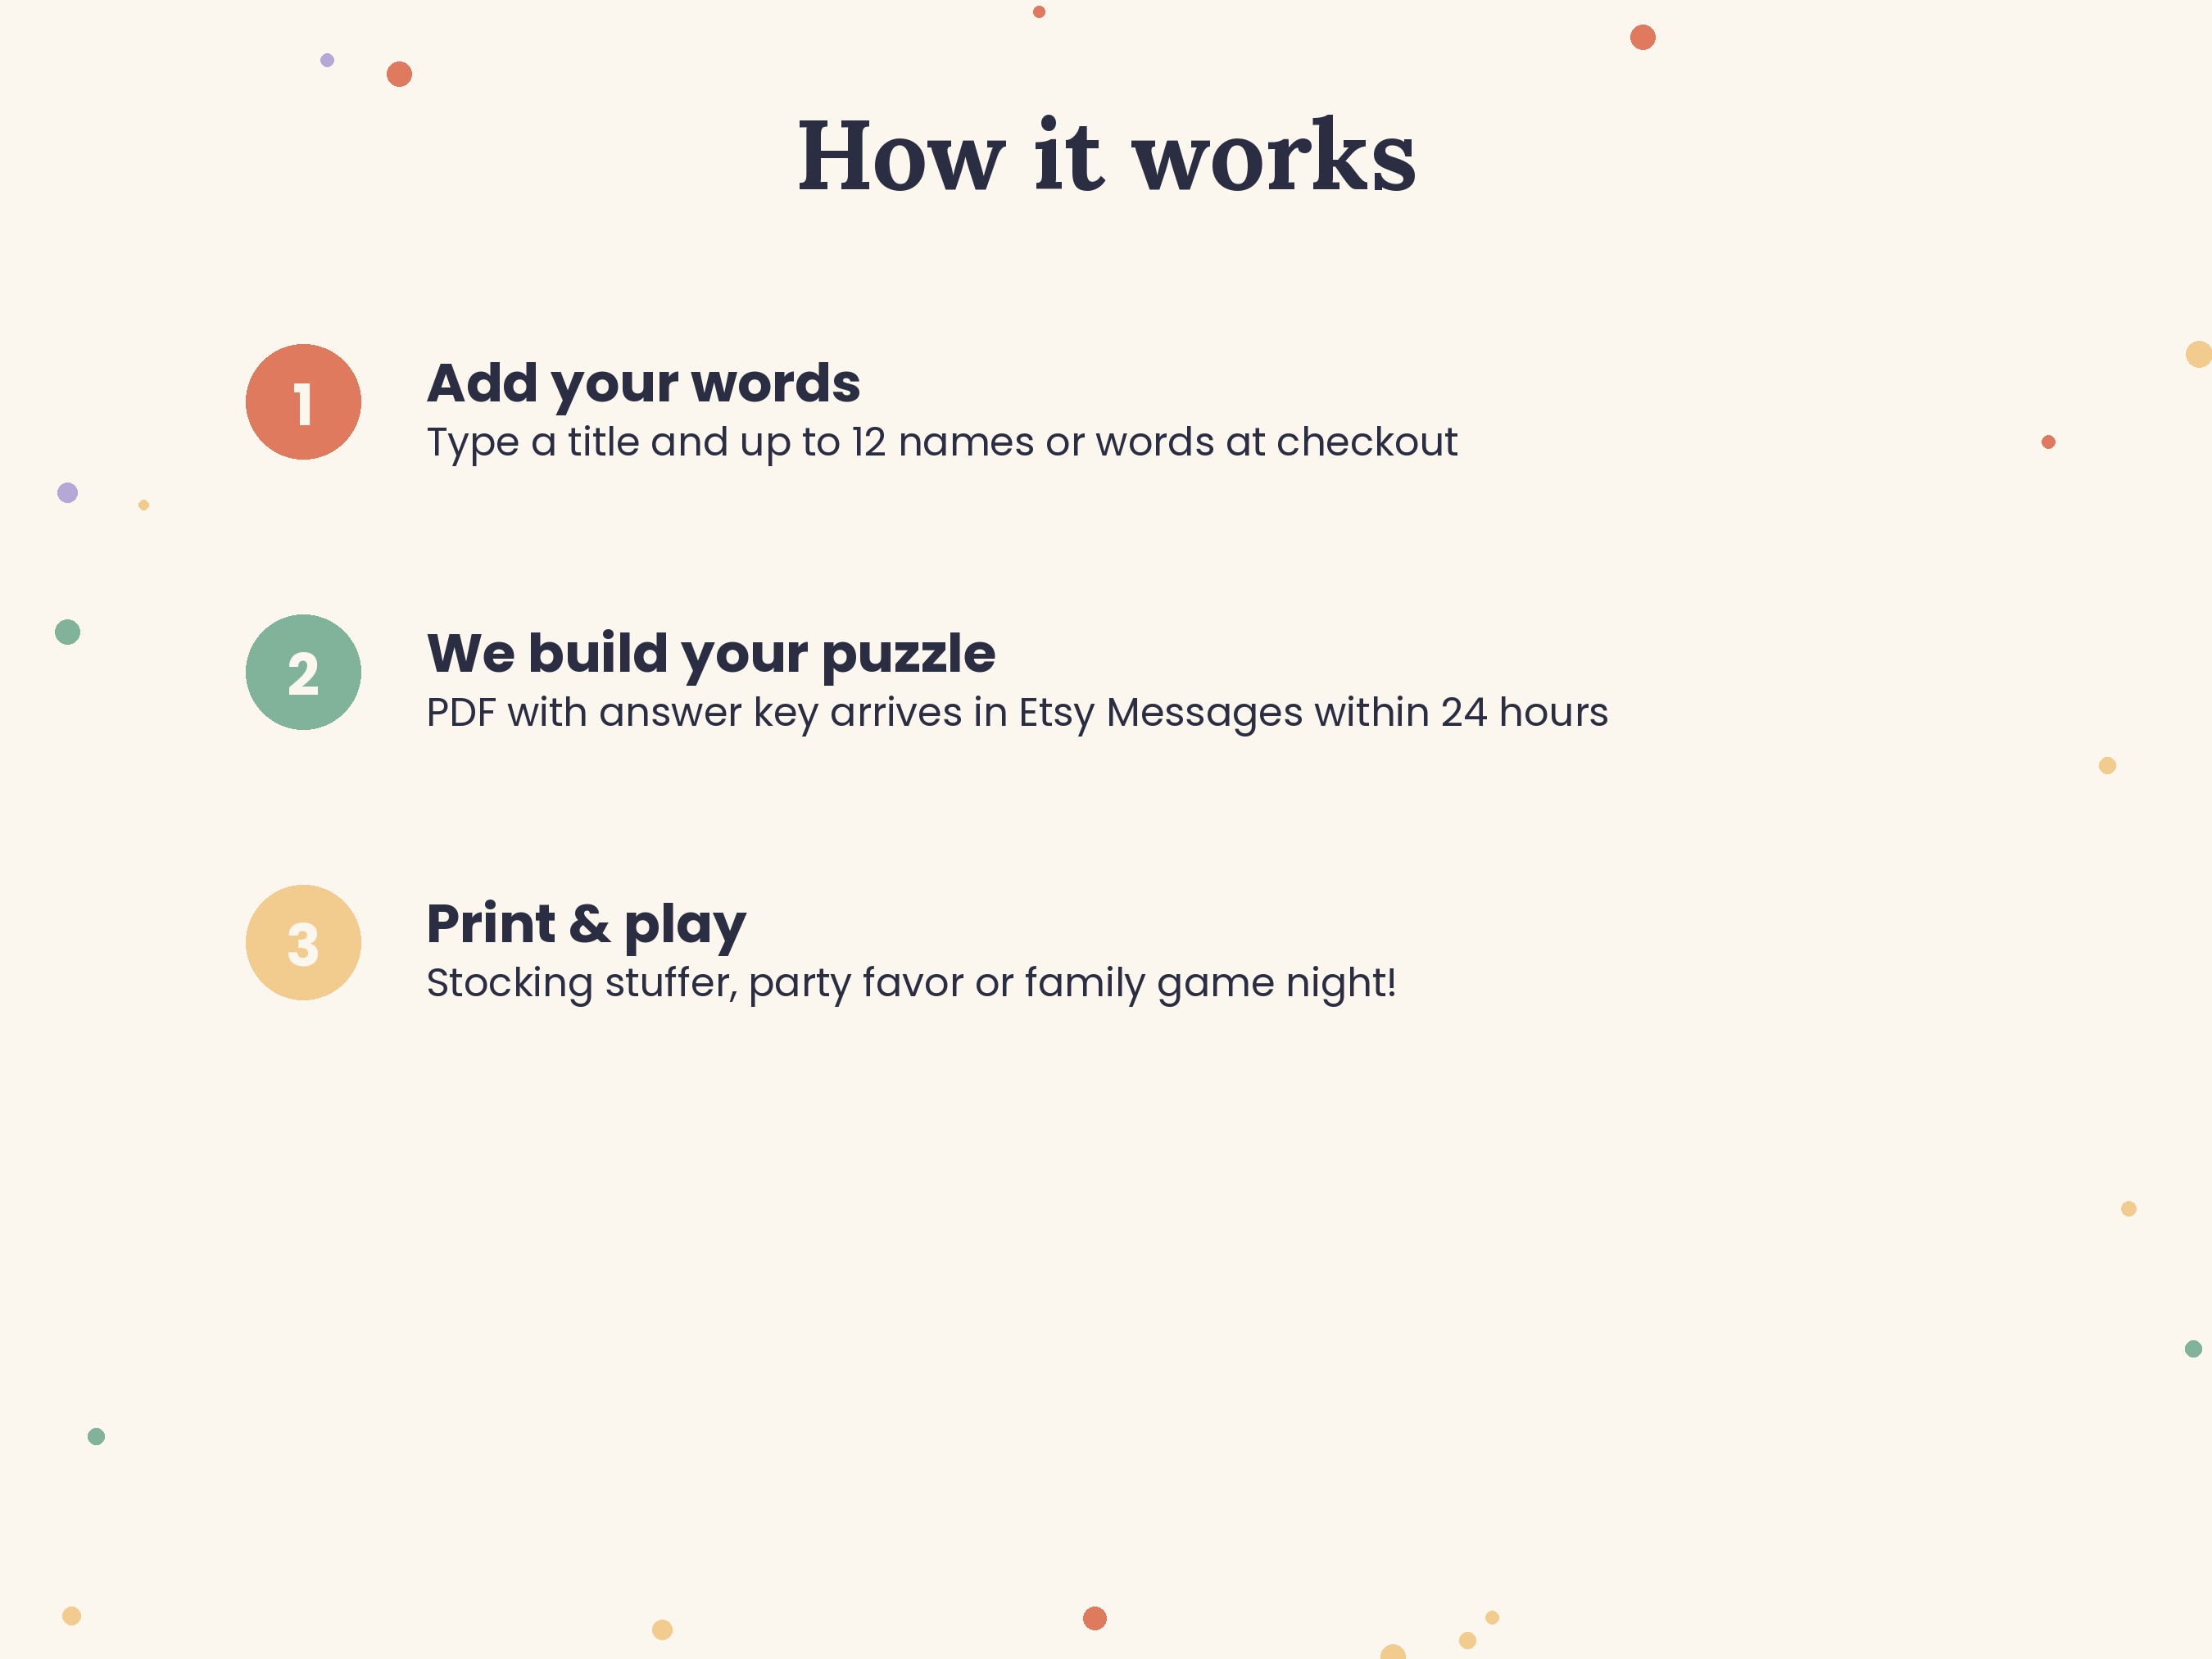 How it works
1
Add your words
Type a title and up to 12 names or words at checkout
2
We build your puzzle
PDF with answer key arrives in Etsy Messages within 24 hours
3
Print & play
Stocking stuffer, party favor or family game night!